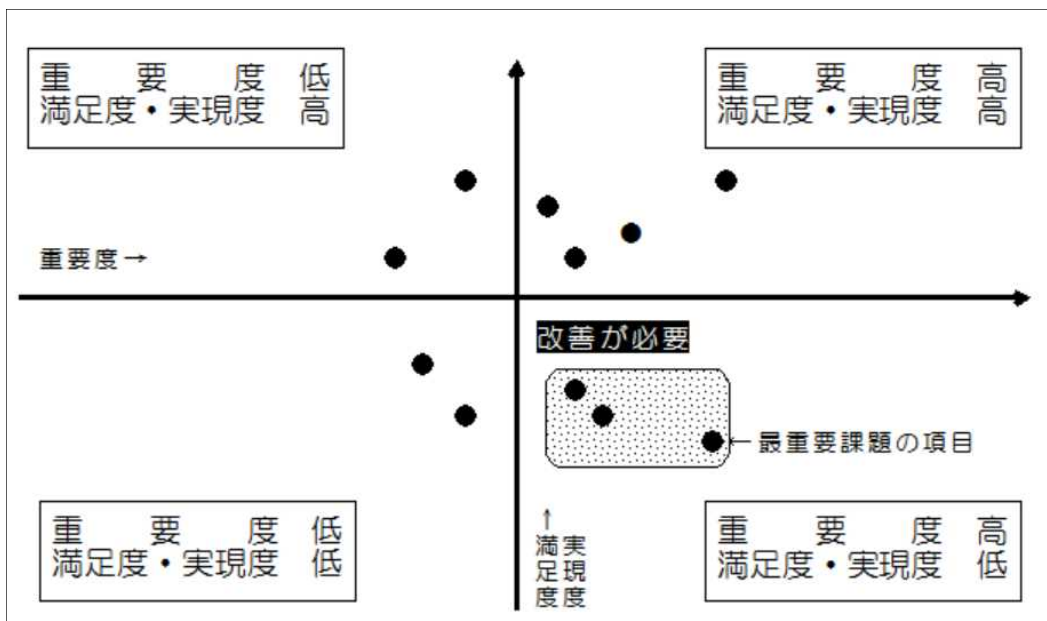 重要度 低
満足度・実現度 高
重要度 高
満足度・実現度 高
重要度→
改善が必要
←最重要課題の項目
重要度 低
満足度・実現度 低
↑
満足度
実現度
重要度 高
満足度・実現度 低